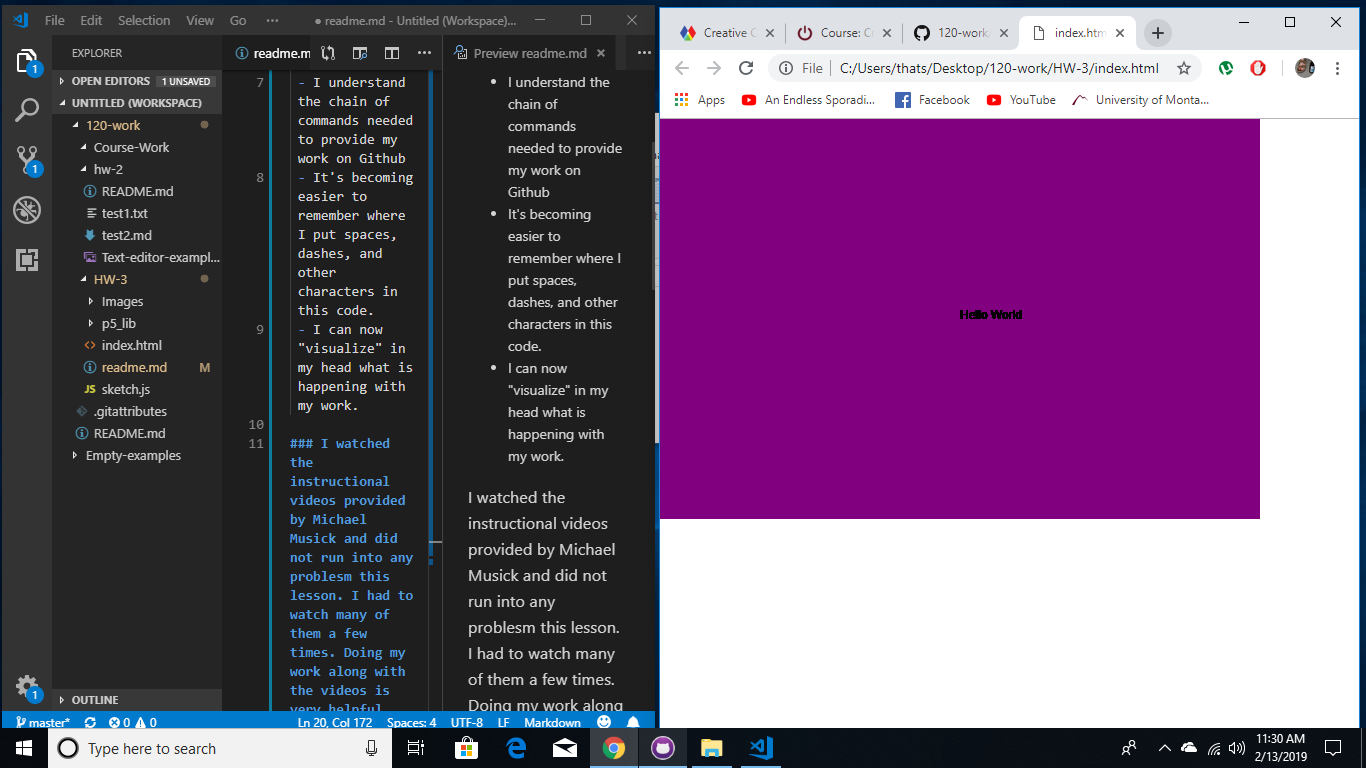 File Edit Selection View Go ··· ● readme.md - Untitled (Workspace)...
EXPLORER
OPEN EDITORS 1 UNSAVED
UNTITLED (WORKSPACE)
120-work
Course-Work
hw-2
README.md
test1.txt
test2.md
Text-editor-exampl...
HW-3
Images
p5_lib
index.html
readme.md M
JS sketch.js
.gitattributes
README.md
Empty-examples
OUTLINE
1
1
1
readme.m
7 - I understand
the chain of
commands needed
to provide my
work on Github
8 - It's becoming
easier to
remember where
I put spaces,
dashes, and
other
characters in
this code.
9 - I can now
"visualize" in
my head what is
happening with
my work.
10
11 ### I watched
the
instructional
videos provided
by Michael
Musick and did
not run into any
problesm this
lesson. I had to
watch many of
them a few
times. Doing my
work along with
the videos is
very helpful
Preview readme.md
• I understand the
chain of
commands
needed to provide
my work on
Github
• It's becoming
easier to
remember where I
put spaces,
dashes, and other
characters in this
code.
• I can now
"visualize" in my
head what is
happening with
my work.
I watched the
instructional videos
provided by Michael
Musick and did not
run into any
problesm this lesson.
I had to watch many
of them a few times.
Doing my work along
master* 0 0 Ln 20, Col 172 Spaces: 4 UTF-8 LF Markdown
Creative C Course: Cr 120-work index.htm
File | C:/Users/thats/Desktop/120-work/HW-3/index.html
Apps An Endless Sporadi... Facebook YouTube University of Monta...
Hello World
Type here to search
11:30 AM
2/13/2019